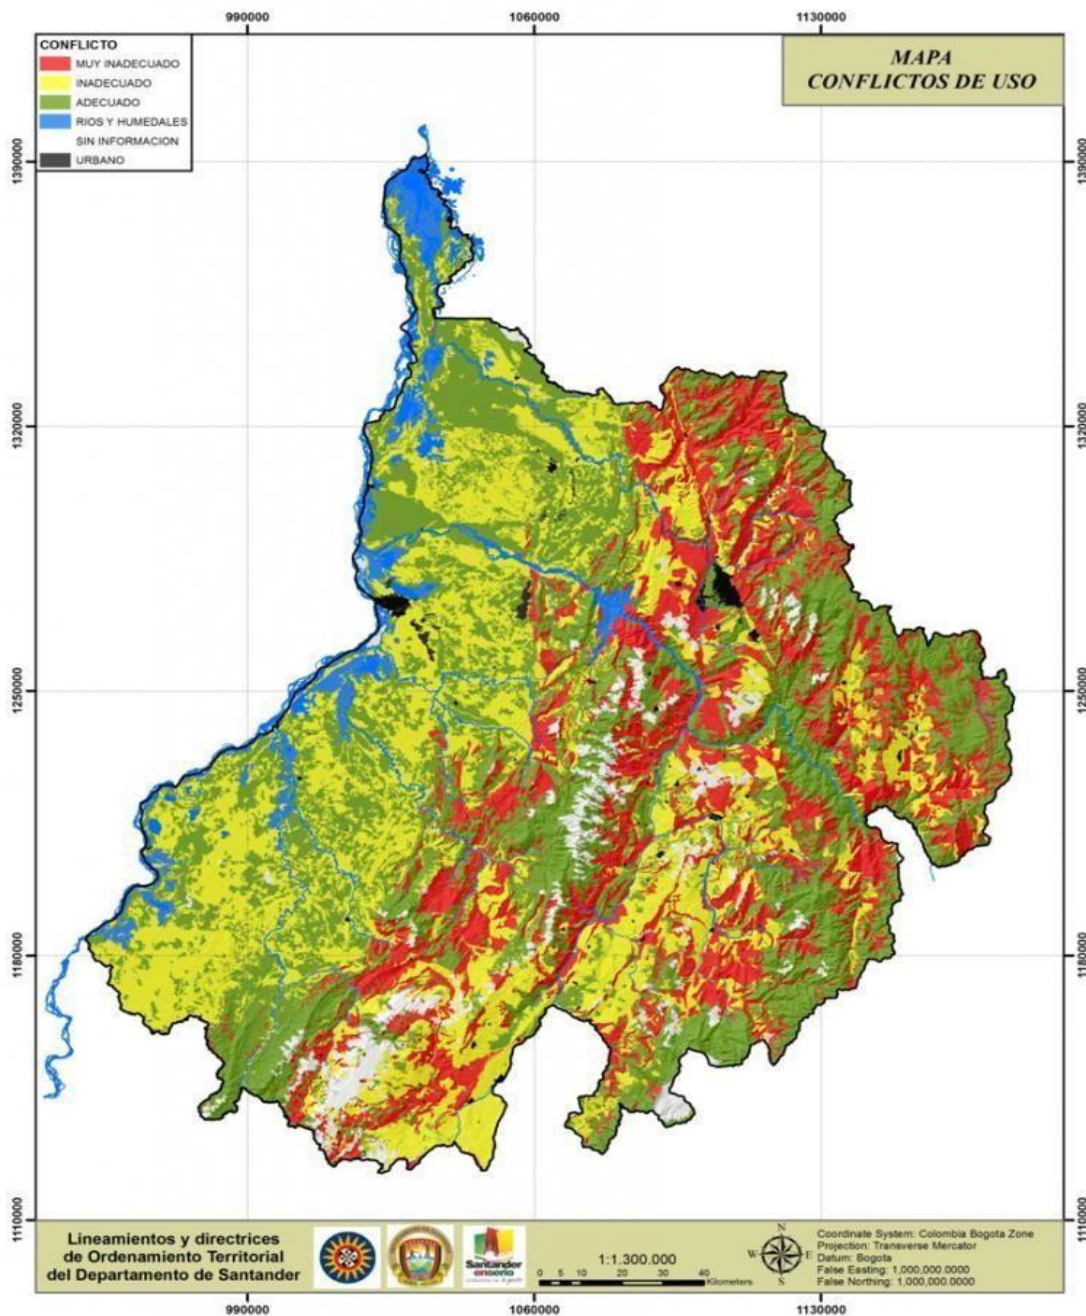 990000
1060000
1130000
CONFLICTO
MUY INADECUADO
INADECUADO
ADECUADO
RIOS Y HUMEDALES
SIN INFORMACION
URBANO
MAPA
CONFLICTOS DE USO
1390000
1390000
1320000
1320000
1250000
1250000
1180000
1180000
1110000
1110000
Lineamientos y directrices
de Ordenamiento Territorial
del Departamento de Santander
Santander
en serio
1:1.300.000
0 5 10 20 30 40
Kilometers
N
W E
S
Coordinate System: Colombia Bogota Zone
Projection: Transverse Mercator
Datum: Bogota
False Easting: 1,000,000.0000
False Northing: 1,000,000.0000
990000
1060000
1130000